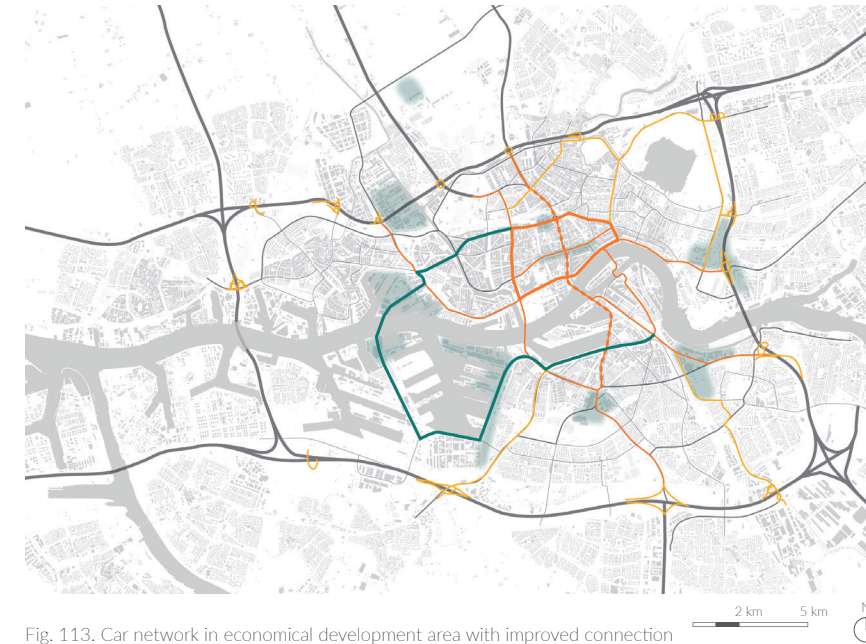 2 km 5 km
N
Fig. 113. Car network in economical development area with improved connection